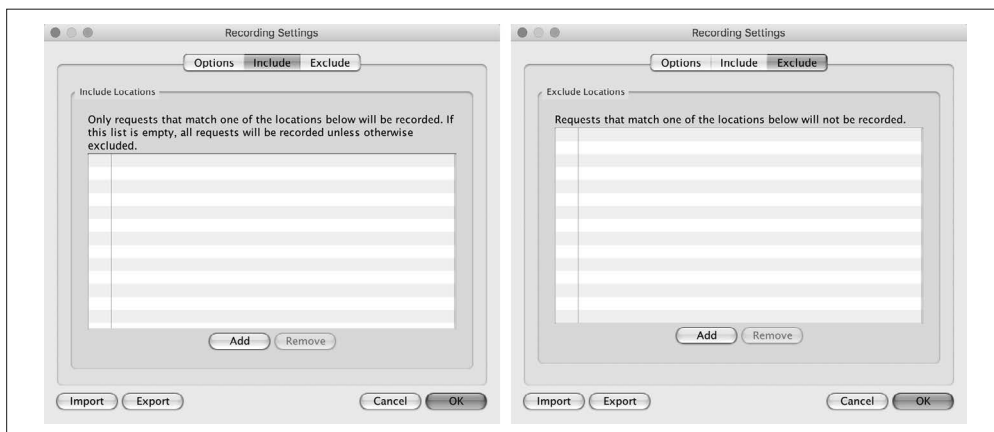 Recording Settings
Options Include Exclude
Include Locations
Only requests that match one of the locations below will be recorded. If
this list is empty, all requests will be recorded unless otherwise
excluded.
Add Remove
Import Export Cancel OK
Recording Settings
Options Include Exclude
Exclude Locations
Requests that match one of the locations below will not be recorded.
Add Remove
Import Export Cancel OK